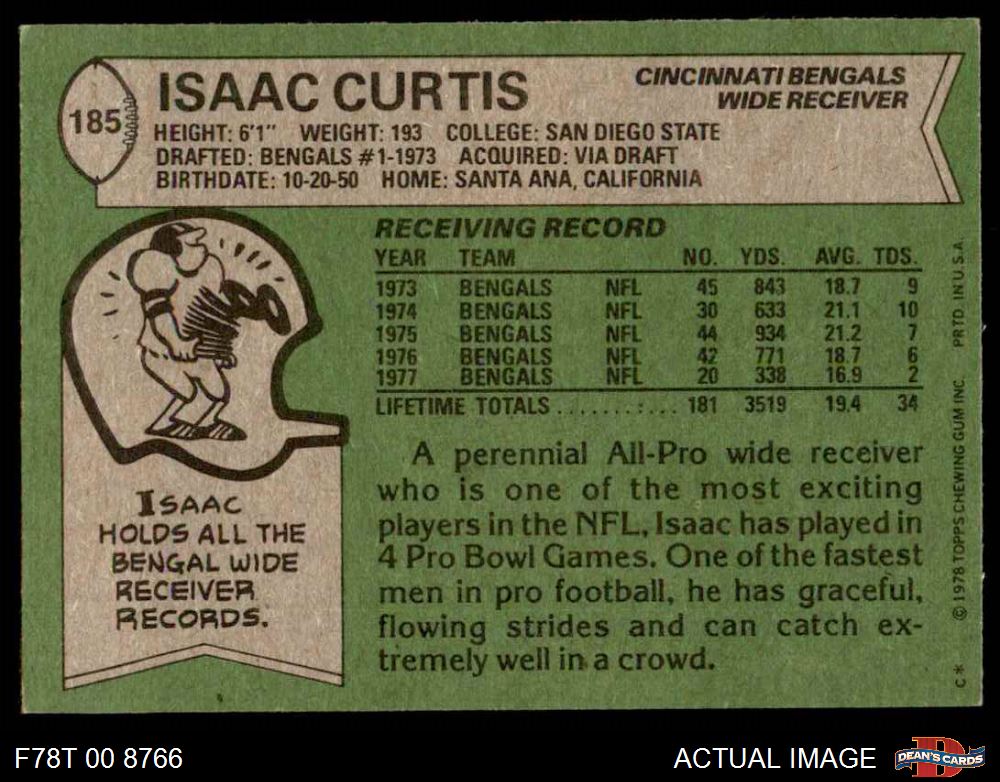 185
ISAAC CURTIS
CINCINNATI BENGALS
WIDE RECEIVER
HEIGHT: 6'1" WEIGHT: 193 COLLEGE: SAN DIEGO STATE
DRAFTED: BENGALS #1-1973 ACQUIRED: VIA DRAFT
BIRTHDATE: 10-20-50 HOME: SANTA ANA, CALIFORNIA
RECEIVING RECORD
YEAR TEAM NO. YDS. AVG. TDS.
1973 BENGALS NFL 45 843 18.7 9
1974 BENGALS NFL 30 633 21.1 10
1975 BENGALS NFL 44 934 21.2 7
1976 BENGALS NFL 42 771 18.7 6
1977 BENGALS NFL 20 338 16.9 2
LIFETIME TOTALS........:... 181 3519 19.4 34
ISAAC
HOLDS ALL THE
BENGAL WIDE
RECEIVER
RECORDS.
A perennial All-Pro wide receiver
who is one of the most exciting
players in the NFL, Isaac has played in
4 Pro Bowl Games. One of the fastest
men in pro football, he has graceful,
flowing strides and can catch ex-
tremely well in a crowd.
C* © 1978 TOPPS CHEWING GUM INC. PRTD. IN U.S.A.
F78T 00 8766
ACTUAL IMAGE
D
DEAN'S CARDS